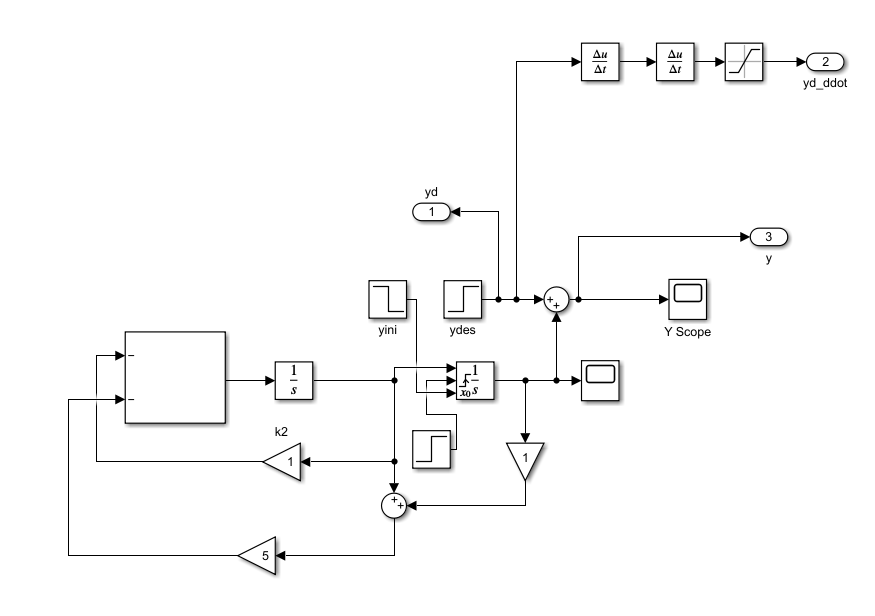 Δu
Δt
Δu
Δt
2
yd_ddot
yd
1
3
y
yini
ydes
+
+
Y Scope
−
−
1
s
x₀
1
s
k2
1
1
+
+
5